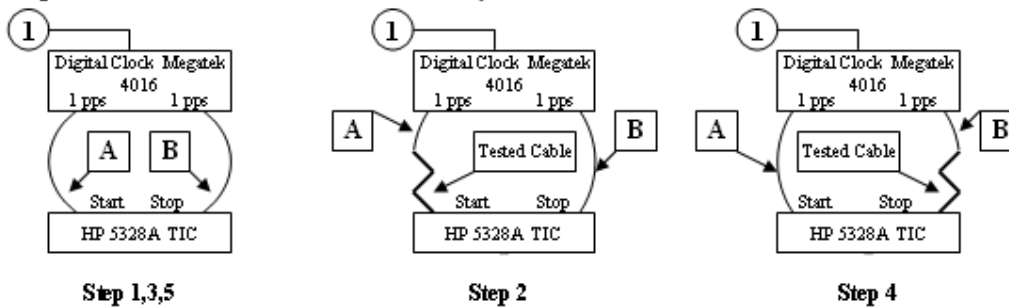 1
Digital Clock Megatek
4016
1 pps 1 pps
A B
Start Stop
HP 5328A TIC
Step 1,3,5
1
Digital Clock Megatek
4016
1 pps 1 pps
A
B
Tested Cable
Start Stop
HP 5328A TIC
Step 2
1
Digital Clock Megatek
4016
1 pps 1 pps
A
B
Tested Cable
Start Stop
HP 5328A TIC
Step 4